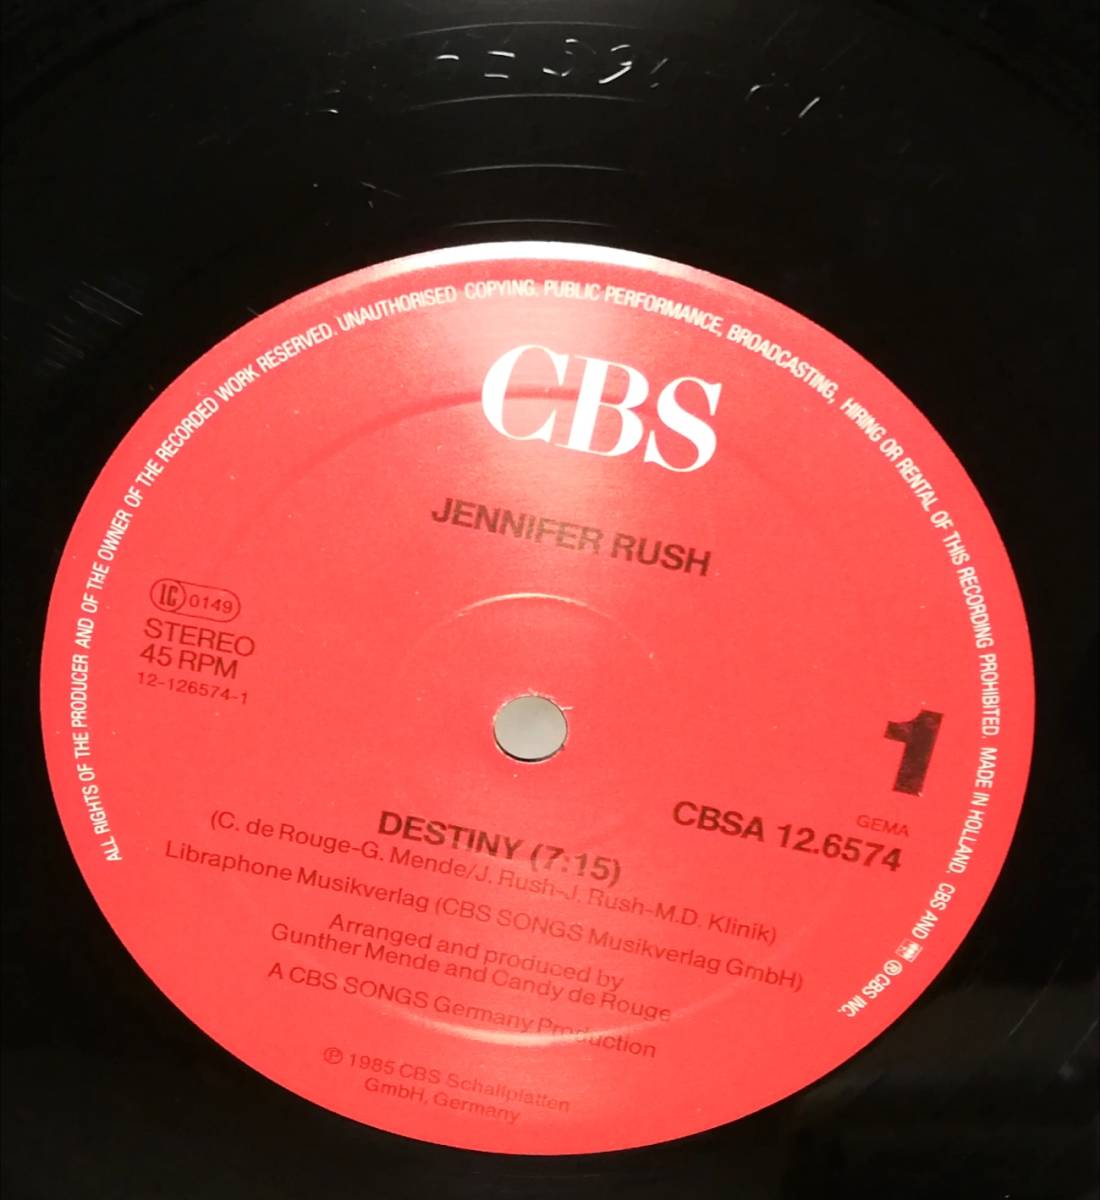 ALL RIGHTS OF THE PRODUCER AND OF THE OWNER OF THE RECORDED WORK RESERVED. UNAUTHORISED COPYING, PUBLIC PERFORMANCE, BROADCASTING, HIRING OR RENTAL OF THIS RECORDING PROHIBITED. MADE IN HOLLAND. CBS AND ℗ CBS INC.
CBS
JENNIFER RUSH
LC 0149
STEREO
45 RPM
12-126574-1
1
GEMA
CBSA 12.6574
DESTINY (7:15)
(C. de Rouge-G. Mende/J. Rush-J. Rush-M.D. Klinik)
Libraphone Musikverlag (CBS SONGS Musikverlag GmbH)
Arranged and produced by
Gunther Mende and Candy de Rouge
A CBS SONGS Germany Production
℗ 1985 CBS Schallplatten
GmbH, Germany